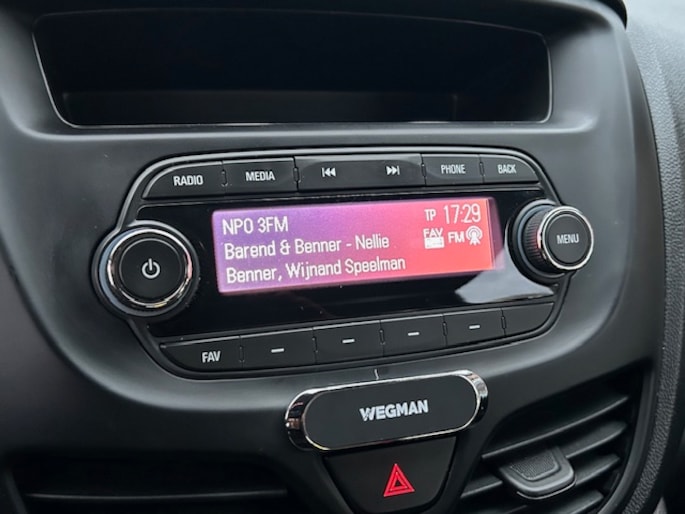 RADIO MEDIA PHONE BACK
NPO 3FM TP 17:29
Barend & Benner - Nellie FAV FM
Benner, Wijnand Speelman
MENU
FAV
WEGMAN